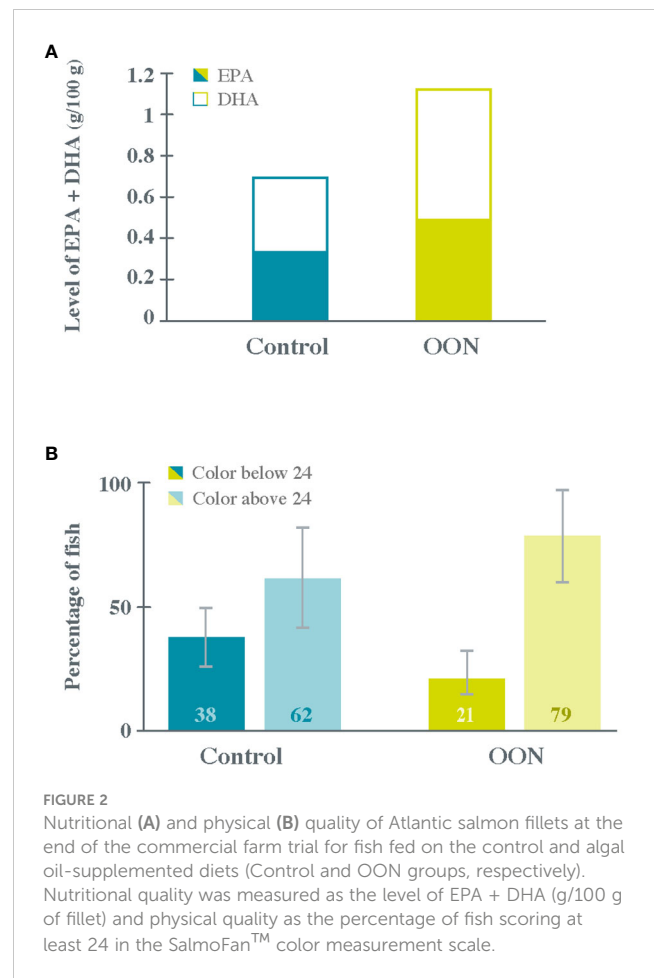 A
Level of EPA + DHA (g/100 g)
1.2
1
0.8
0.6
0.4
0.2
0
EPA
DHA
Control
OON
B
Percentage of fish
100
50
0
Color below 24
Color above 24
38
62
21
79
Control
OON
FIGURE 2
Nutritional (A) and physical (B) quality of Atlantic salmon fillets at the
end of the commercial farm trial for fish fed on the control and algal
oil-supplemented diets (Control and OON groups, respectively).
Nutritional quality was measured as the level of EPA + DHA (g/100 g
of fillet) and physical quality as the percentage of fish scoring at
least 24 in the SalmoFan™ color measurement scale.